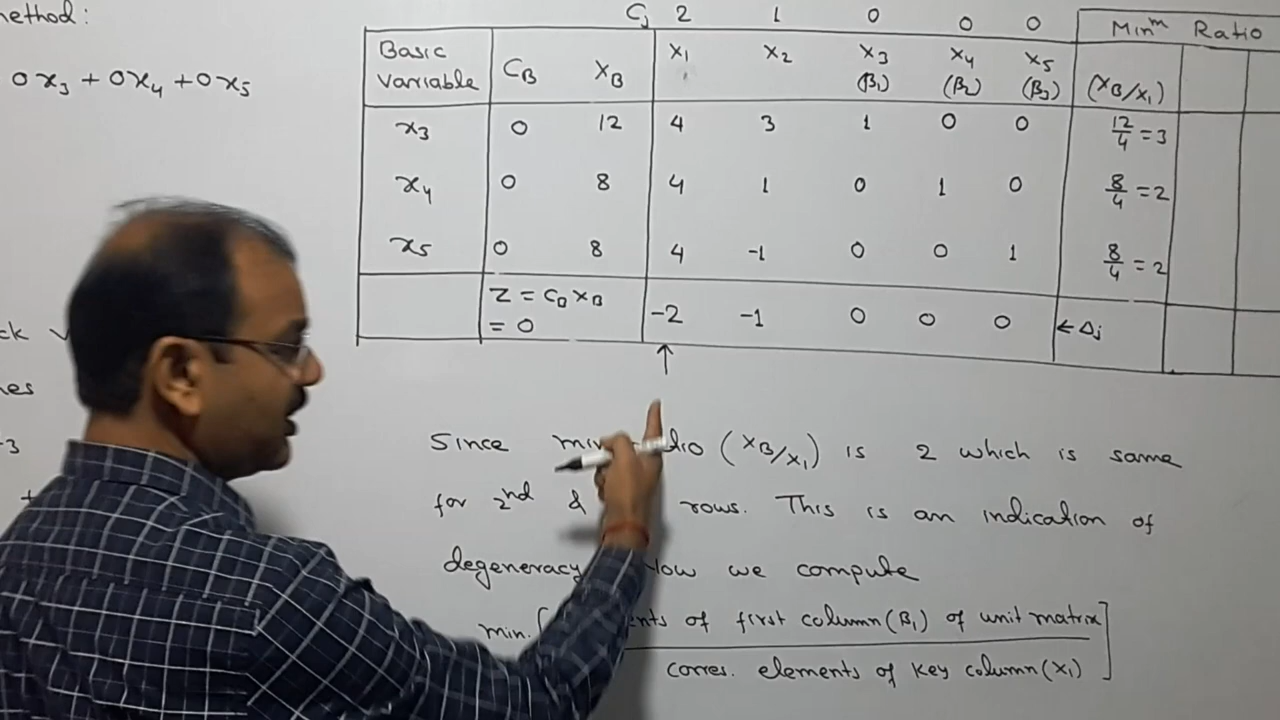 ethod:
0x3 + 0x4 + 0x5
Cj 2 1 0 0 0
Minm Ratio
Basic Variable CB XB X1 X2 X3 (β1) X4 (β2) X5 (β3) (XB/X1)
x3 0 12 4 3 1 0 0 12/4 = 3
x4 0 8 4 1 0 1 0 8/4 = 2
x5 0 8 4 -1 0 0 1 8/4 = 2
Z = CB XB
= 0 -2 -1 0 0 0 ← Δj
↑
Since (XB/X1) is 2 which is same
for 2nd & rows. This is an indication of
degeneracy Now we compute
min. [ of first column (β1) of unit matrix
corres. elements of key column (X1) ]